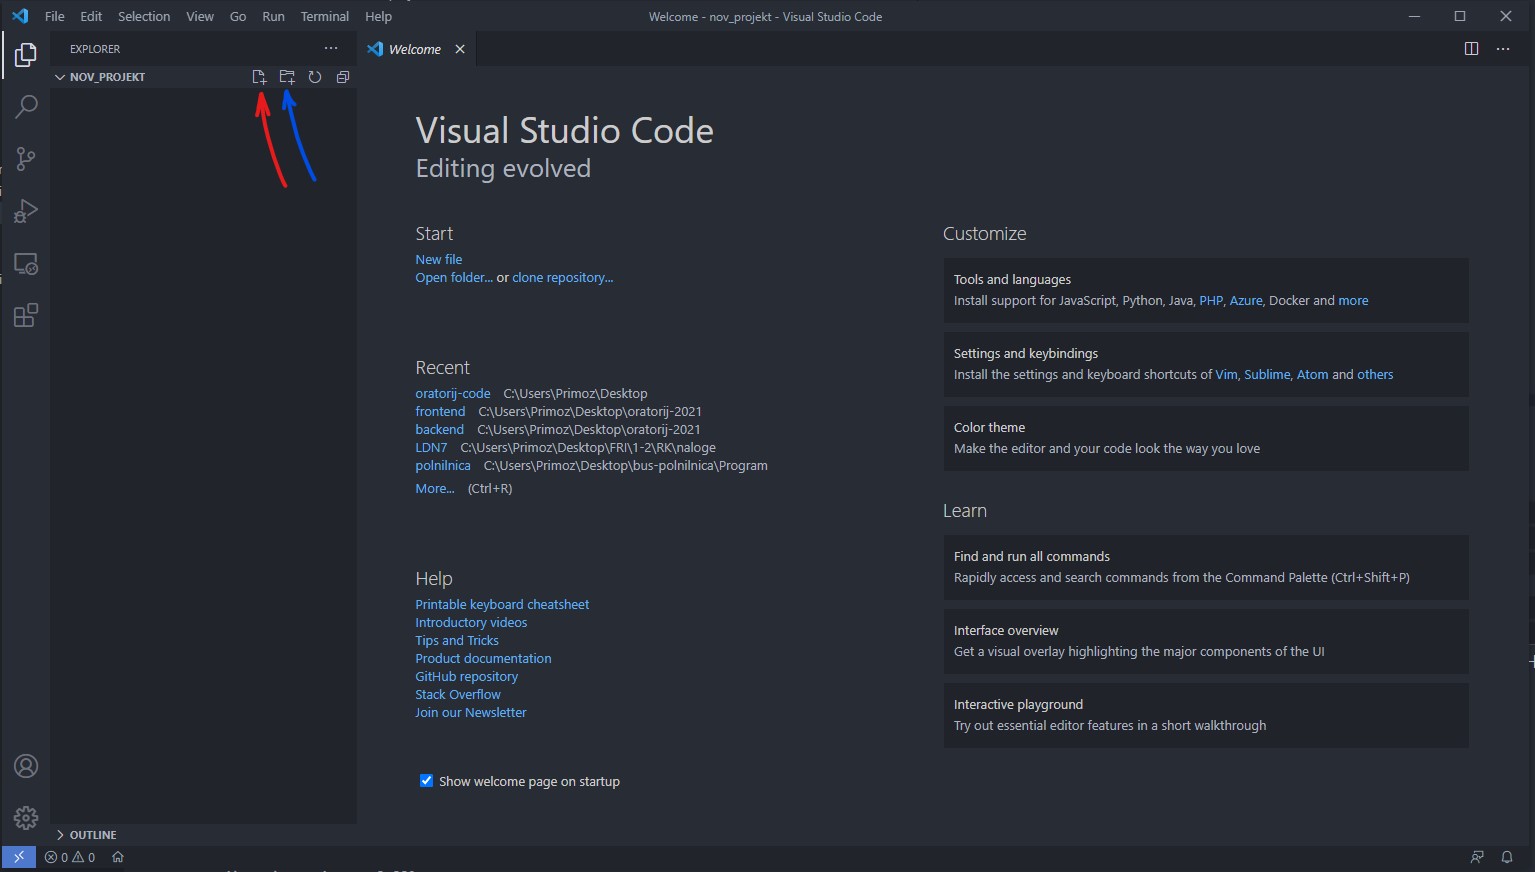 File Edit Selection View Go Run Terminal Help
Welcome - nov_projekt - Visual Studio Code
EXPLORER
NOV_PROJEKT
Welcome
Visual Studio Code
Editing evolved
Start
New file
Open folder... or clone repository...
Recent
oratorij-code C:\Users\Primoz\Desktop
frontend C:\Users\Primoz\Desktop\oratorij-2021
backend C:\Users\Primoz\Desktop\oratorij-2021
LDN7 C:\Users\Primoz\Desktop\FRI\1-2\RK\naloge
polnilnica C:\Users\Primoz\Desktop\bus-polnilnica\Program
More... (Ctrl+R)
Help
Printable keyboard cheatsheet
Introductory videos
Tips and Tricks
Product documentation
GitHub repository
Stack Overflow
Join our Newsletter
Show welcome page on startup
Customize
Tools and languages
Install support for JavaScript, Python, Java, PHP, Azure, Docker and more
Settings and keybindings
Install the settings and keyboard shortcuts of Vim, Sublime, Atom and others
Color theme
Make the editor and your code look the way you love
Learn
Find and run all commands
Rapidly access and search commands from the Command Palette (Ctrl+Shift+P)
Interface overview
Get a visual overlay highlighting the major components of the UI
Interactive playground
Try out essential editor features in a short walkthrough
OUTLINE
0 0